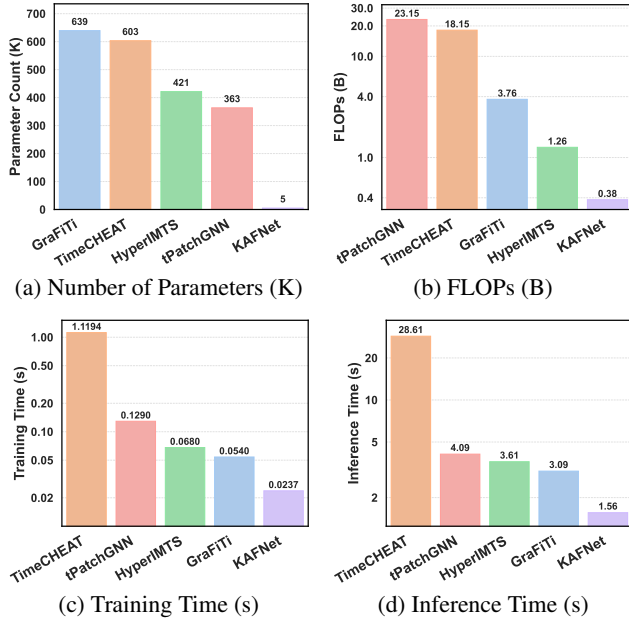 Parameter Count (K)
700
600
500
400
300
200
100
0
639
603
421
363
5
GraFiTi
TimeCHEAT
HyperIMTS
tPatchGNN
KAFNet
(a) Number of Parameters (K)
FLOPs (B)
30.0
20.0
10.0
4.0
1.0
0.4
23.15
18.15
3.76
1.26
0.38
tPatchGNN
TimeCHEAT
GraFiTi
HyperIMTS
KAFNet
(b) FLOPs (B)
Training Time (s)
1.00
0.50
0.20
0.10
0.05
0.02
1.1194
0.1290
0.0680
0.0540
0.0237
TimeCHEAT
tPatchGNN
HyperIMTS
GraFiTi
KAFNet
(c) Training Time (s)
Inference Time (s)
20
10
5
2
28.61
4.09
3.61
3.09
1.56
TimeCHEAT
tPatchGNN
HyperIMTS
GraFiTi
KAFNet
(d) Inference Time (s)